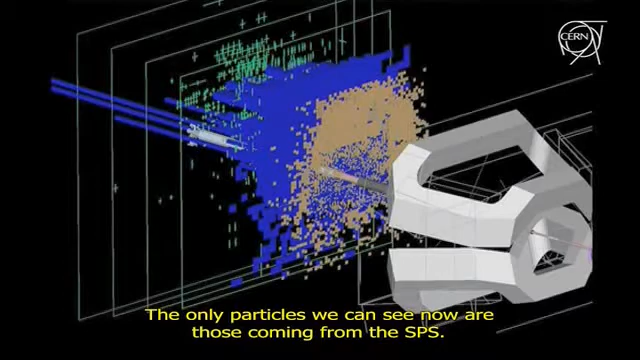 CERN
The only particles we can see now are
those coming from the SPS.